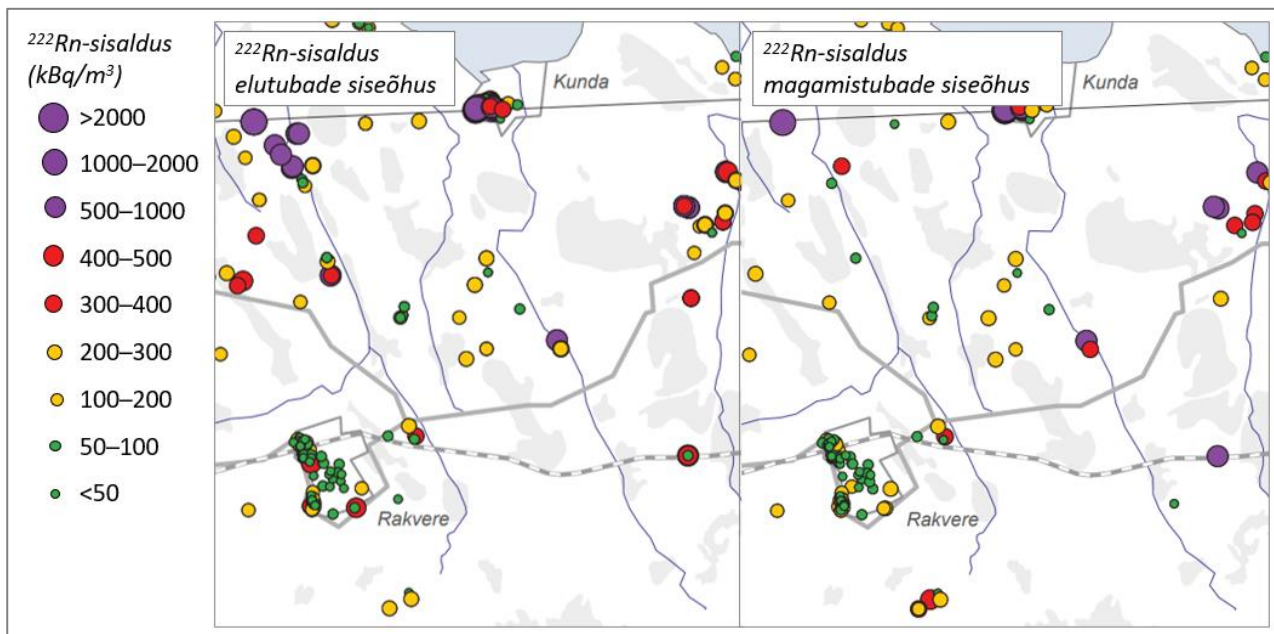 ²²²Rn-sisaldus
(kBq/m³)
>2000
1000–2000
500–1000
400–500
300–400
200–300
100–200
50–100
<50
²²²Rn-sisaldus
elutubade siseõhus
Kunda
Rakvere
²²²Rn-sisaldus
magamistubade siseõhus
Kunda
Rakvere